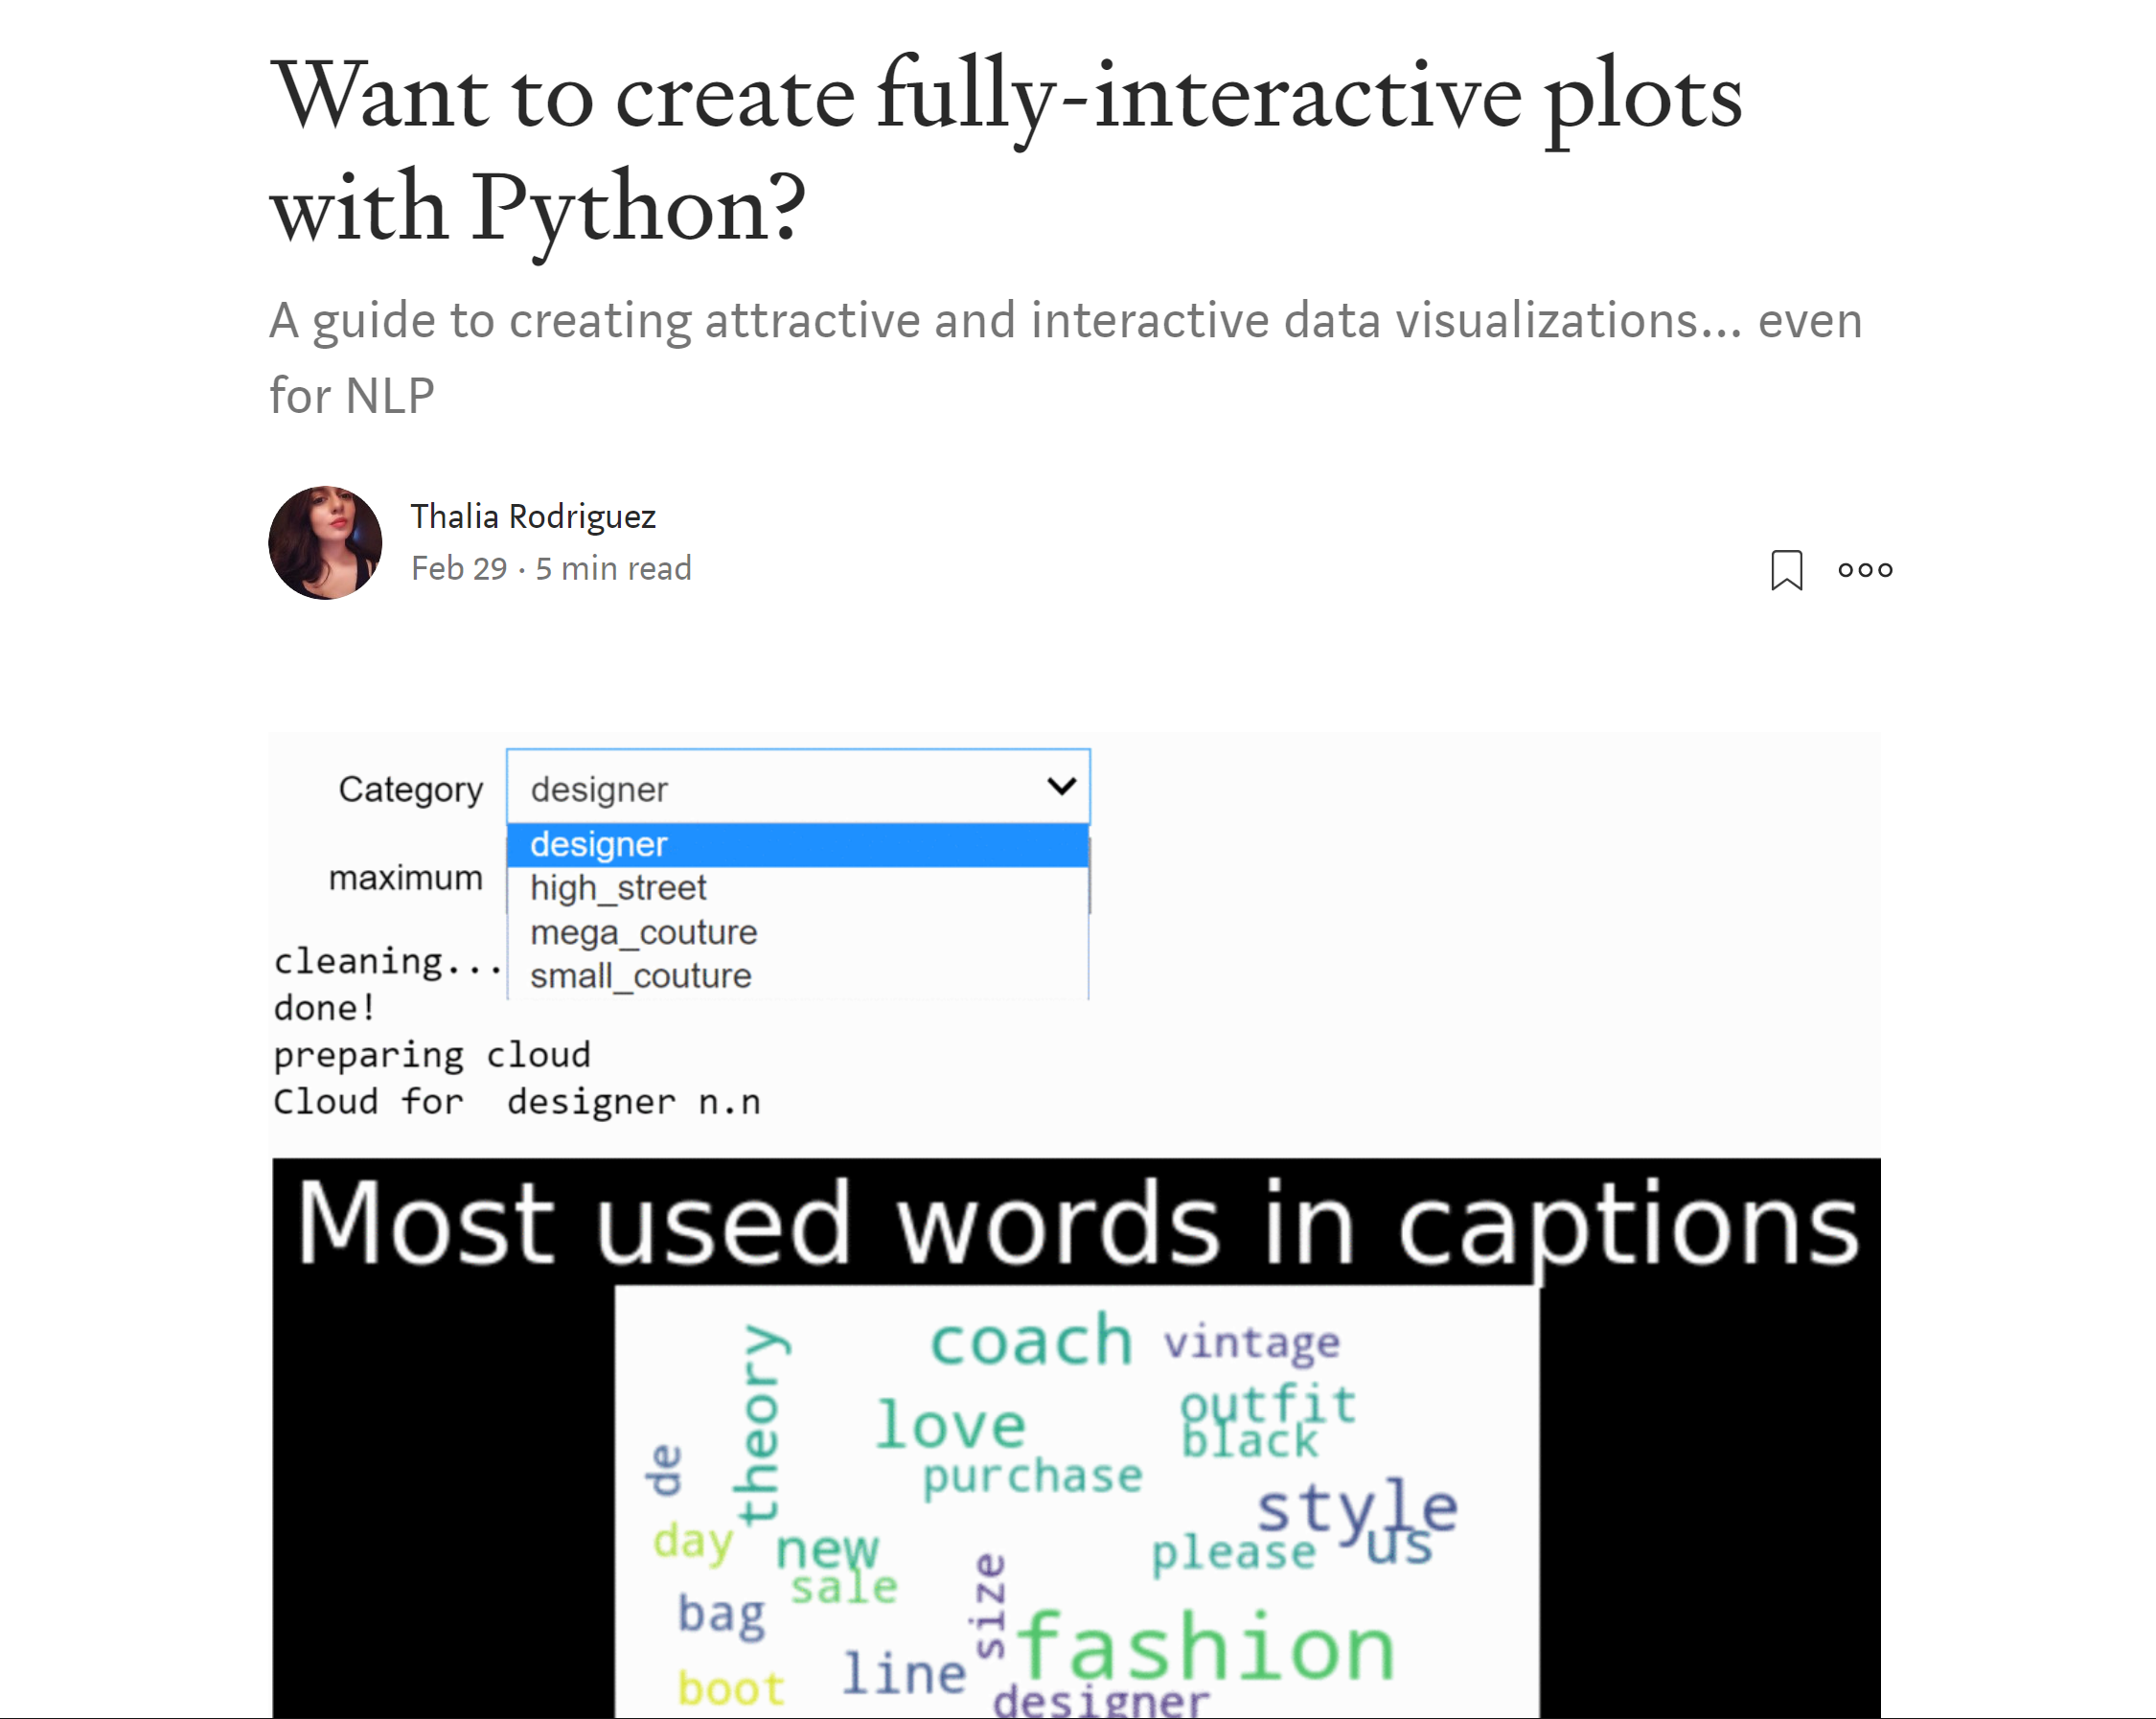 Want to create fully-interactive plots
with Python?
A guide to creating attractive and interactive data visualizations... even
for NLP
Thalia Rodriguez
Feb 29 · 5 min read
Category designer
designer
maximum
high_street
mega_couture
small_couture
cleaning...
done!
preparing cloud
Cloud for  designer n.n
Most used words in captions
theory
coach
vintage
love
outfit
black
de
purchase
style
day
new
please
us
sale
size
bag
fashion
line
boot
designer